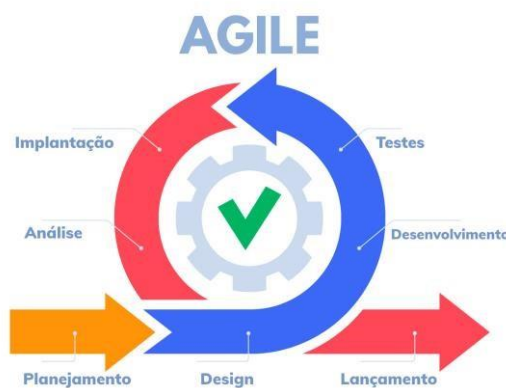 AGILE
Implantação
Testes
Análise
Desenvolvimento
Planejamento
Design
Lançamento